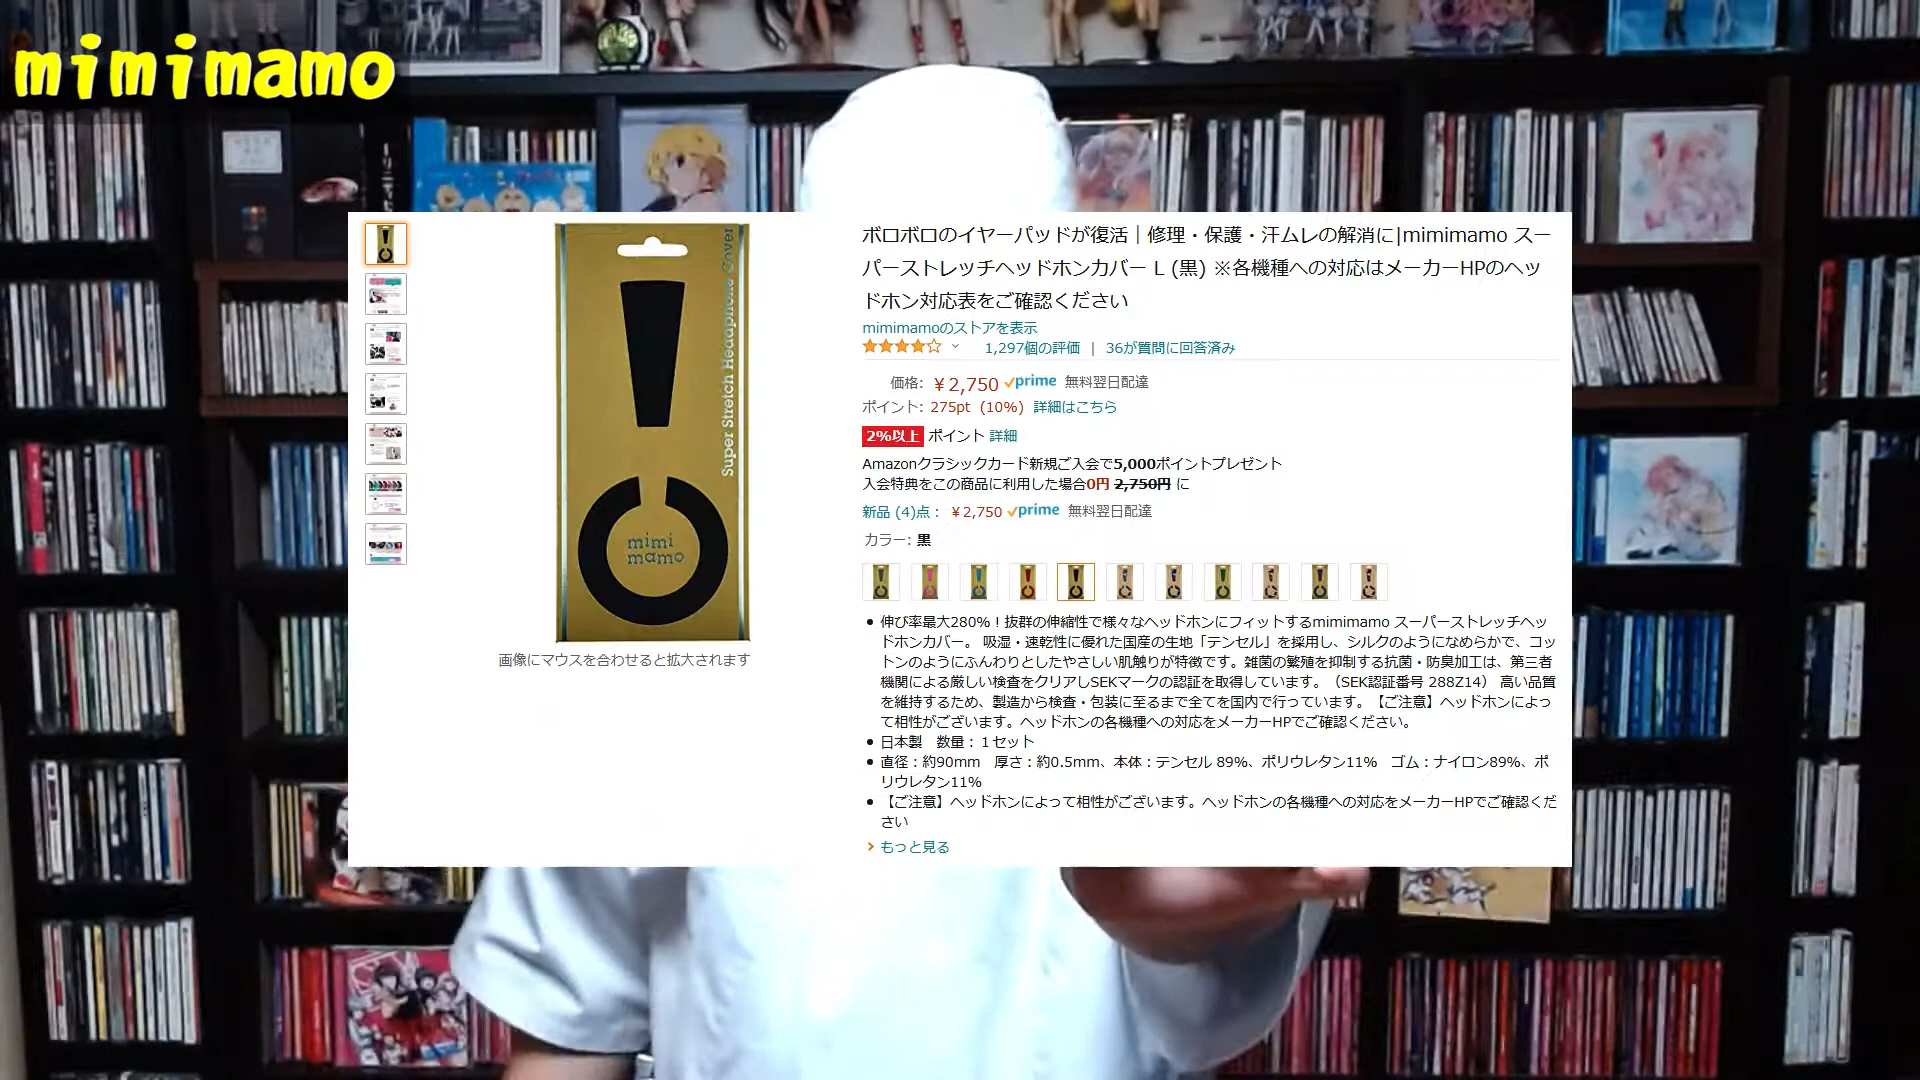 mimimamo
Super Stretch Headphone Cover
mimi
mamo
画像にマウスを合わせると拡大されます
ボロボロのイヤーパッドが復活｜修理・保護・汗ムレの解消に|mimimamo スー
パーストレッチヘッドホンカバー L (黒) ※各機種への対応はメーカーHPのヘッ
ドホン対応表をご確認ください
mimimamoのストアを表示
1,297個の評価 | 36が質問に回答済み
価格: ￥2,750 prime 無料翌日配達
ポイント: 275pt (10%) 詳細はこちら
2%以上 ポイント 詳細
Amazonクラシックカード新規ご入会で5,000ポイントプレゼント
入会特典をこの商品に利用した場合0円 2,750円 に
新品 (4)点： ￥2,750 prime 無料翌日配達
カラー: 黒
● 伸び率最大280%！抜群の伸縮性で様々なヘッドホンにフィットするmimimamo スーパーストレッチヘッ
ドホンカバー。 吸湿・速乾性に優れた国産の生地「テンセル」を採用し、シルクのようになめらかで、コッ
トンのようにふんわりとしたやさしい肌触りが特徴です。雑菌の繁殖を抑制する抗菌・防臭加工は、第三者
機関による厳しい検査をクリアしSEKマークの認証を取得しています。（SEK認証番号 288Z14） 高い品質
を維持するため、製造から検査・包装に至るまで全てを国内で行っています。【ご注意】ヘッドホンによっ
て相性がございます。ヘッドホンの各機種への対応をメーカーHPでご確認ください。
● 日本製 数量：１セット
● 直径：約90mm 厚さ：約0.5mm、本体：テンセル 89%、ポリウレタン11% ゴム：ナイロン89%、ポ
リウレタン11%
● 【ご注意】ヘッドホンによって相性がございます。ヘッドホンの各機種への対応をメーカーHPでご確認くだ
さい
› もっと見る